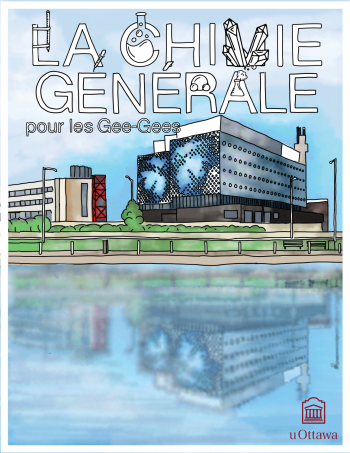 LA CHIMIE
GÉNÉRALE
pour les Gee-Gees
uOttawa